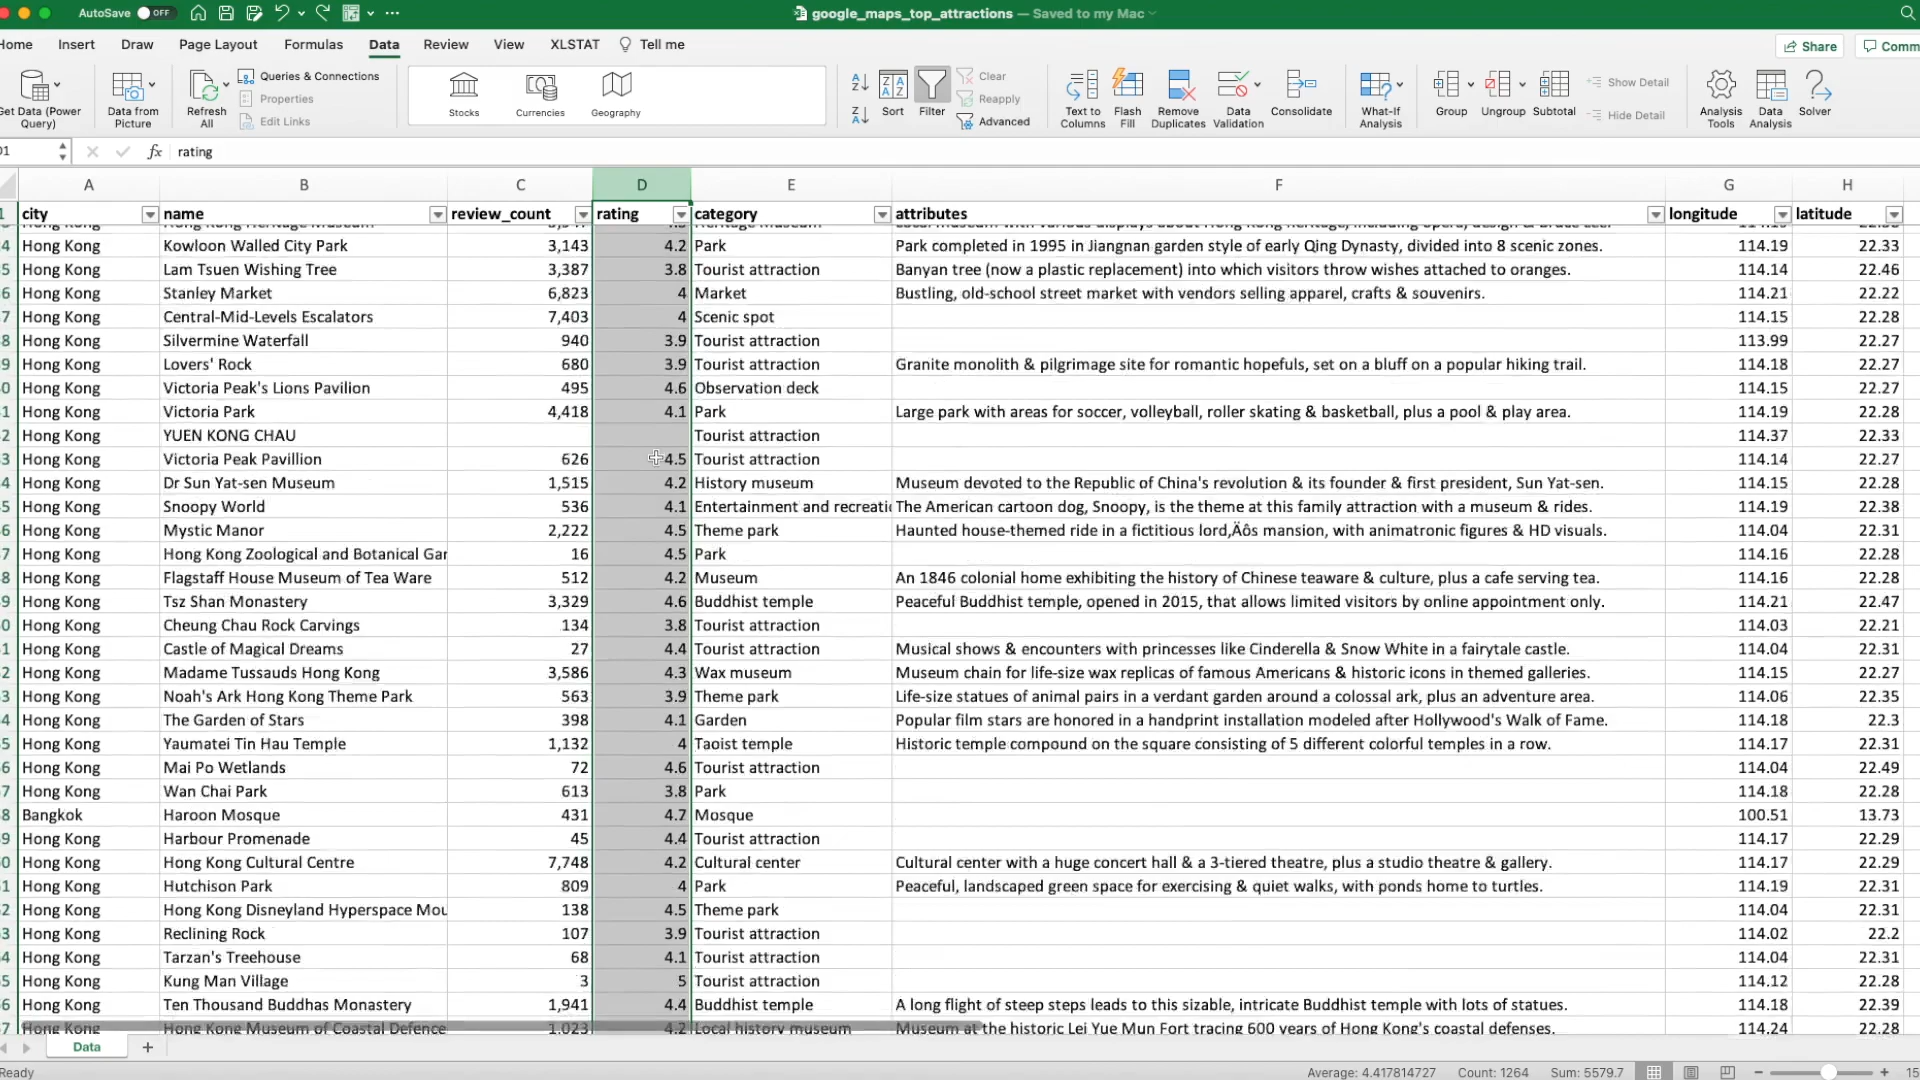 AutoSave OFF google_maps_top_attractions — Saved to my Mac
Home Insert Draw Page Layout Formulas Data Review View XLSTAT Tell me Share Comm
Get Data (Power Query) Data from Picture Refresh All Queries & Connections Properties Edit Links Stocks Currencies Geography Sort Filter Clear Reapply Advanced Text to Columns Flash Fill Remove Duplicates Data Validation Consolidate What-If Analysis Group Ungroup Subtotal Show Detail Hide Detail Analysis Tools Data Analysis Solver
D1 fx rating
A B C D E F G H
1 city name review_count rating category attributes longitude latitude
4 Hong Kong Kowloon Walled City Park 3,143 4.2 Park Park completed in 1995 in Jiangnan garden style of early Qing Dynasty, divided into 8 scenic zones. 114.19 22.33
5 Hong Kong Lam Tsuen Wishing Tree 3,387 3.8 Tourist attraction Banyan tree (now a plastic replacement) into which visitors throw wishes attached to oranges. 114.14 22.46
6 Hong Kong Stanley Market 6,823 4 Market Bustling, old-school street market with vendors selling apparel, crafts & souvenirs. 114.21 22.22
7 Hong Kong Central-Mid-Levels Escalators 7,403 4 Scenic spot 114.15 22.28
8 Hong Kong Silvermine Waterfall 940 3.9 Tourist attraction 113.99 22.27
9 Hong Kong Lovers' Rock 680 3.9 Tourist attraction Granite monolith & pilgrimage site for romantic hopefuls, set on a bluff on a popular hiking trail. 114.18 22.27
0 Hong Kong Victoria Peak's Lions Pavilion 495 4.6 Observation deck 114.15 22.27
1 Hong Kong Victoria Park 4,418 4.1 Park Large park with areas for soccer, volleyball, roller skating & basketball, plus a pool & play area. 114.19 22.28
2 Hong Kong YUEN KONG CHAU Tourist attraction 114.37 22.33
3 Hong Kong Victoria Peak Pavillion 626 4.5 Tourist attraction 114.14 22.27
4 Hong Kong Dr Sun Yat-sen Museum 1,515 4.2 History museum Museum devoted to the Republic of China's revolution & its founder & first president, Sun Yat-sen. 114.15 22.28
5 Hong Kong Snoopy World 536 4.1 Entertainment and recreatio The American cartoon dog, Snoopy, is the theme at this family attraction with a museum & rides. 114.19 22.38
6 Hong Kong Mystic Manor 2,222 4.5 Theme park Haunted house-themed ride in a fictitious lord‚Äôs mansion, with animatronic figures & HD visuals. 114.04 22.31
7 Hong Kong Hong Kong Zoological and Botanical Gar 16 4.5 Park 114.16 22.28
8 Hong Kong Flagstaff House Museum of Tea Ware 512 4.2 Museum An 1846 colonial home exhibiting the history of Chinese teaware & culture, plus a cafe serving tea. 114.16 22.28
9 Hong Kong Tsz Shan Monastery 3,329 4.6 Buddhist temple Peaceful Buddhist temple, opened in 2015, that allows limited visitors by online appointment only. 114.21 22.47
0 Hong Kong Cheung Chau Rock Carvings 134 3.8 Tourist attraction 114.03 22.21
1 Hong Kong Castle of Magical Dreams 27 4.4 Tourist attraction Musical shows & encounters with princesses like Cinderella & Snow White in a fairytale castle. 114.04 22.31
2 Hong Kong Madame Tussauds Hong Kong 3,586 4.3 Wax museum Museum chain for life-size wax replicas of famous Americans & historic icons in themed galleries. 114.15 22.27
3 Hong Kong Noah's Ark Hong Kong Theme Park 563 3.9 Theme park Life-size statues of animal pairs in a verdant garden around a colossal ark, plus an adventure area. 114.06 22.35
4 Hong Kong The Garden of Stars 398 4.1 Garden Popular film stars are honored in a handprint installation modeled after Hollywood's Walk of Fame. 114.18 22.3
5 Hong Kong Yaumatei Tin Hau Temple 1,132 4 Taoist temple Historic temple compound on the square consisting of 5 different colorful temples in a row. 114.17 22.31
6 Hong Kong Mai Po Wetlands 72 4.6 Tourist attraction 114.04 22.49
7 Hong Kong Wan Chai Park 613 3.8 Park 114.18 22.28
8 Bangkok Haroon Mosque 431 4.7 Mosque 100.51 13.73
9 Hong Kong Harbour Promenade 45 4.4 Tourist attraction 114.17 22.29
0 Hong Kong Hong Kong Cultural Centre 7,748 4.2 Cultural center Cultural center with a huge concert hall & a 3-tiered theatre, plus a studio theatre & gallery. 114.17 22.29
1 Hong Kong Hutchison Park 809 4 Park Peaceful, landscaped green space for exercising & quiet walks, with ponds home to turtles. 114.19 22.31
2 Hong Kong Hong Kong Disneyland Hyperspace Mou 138 4.5 Theme park 114.04 22.31
3 Hong Kong Reclining Rock 107 3.9 Tourist attraction 114.02 22.2
4 Hong Kong Tarzan's Treehouse 68 4.1 Tourist attraction 114.04 22.31
5 Hong Kong Kung Man Village 3 5 Tourist attraction 114.12 22.28
6 Hong Kong Ten Thousand Buddhas Monastery 1,941 4.4 Buddhist temple A long flight of steep steps leads to this sizable, intricate Buddhist temple with lots of statues. 114.18 22.39
7 Hong Kong Hong Kong Museum of Coastal Defence 1,023 4.2 Local history museum Museum at the historic Lei Yue Mun Fort tracing 600 years of Hong Kong's coastal defenses. 114.24 22.28
Data +
Ready Average: 4.417814727 Count: 1264 Sum: 5579.7 15